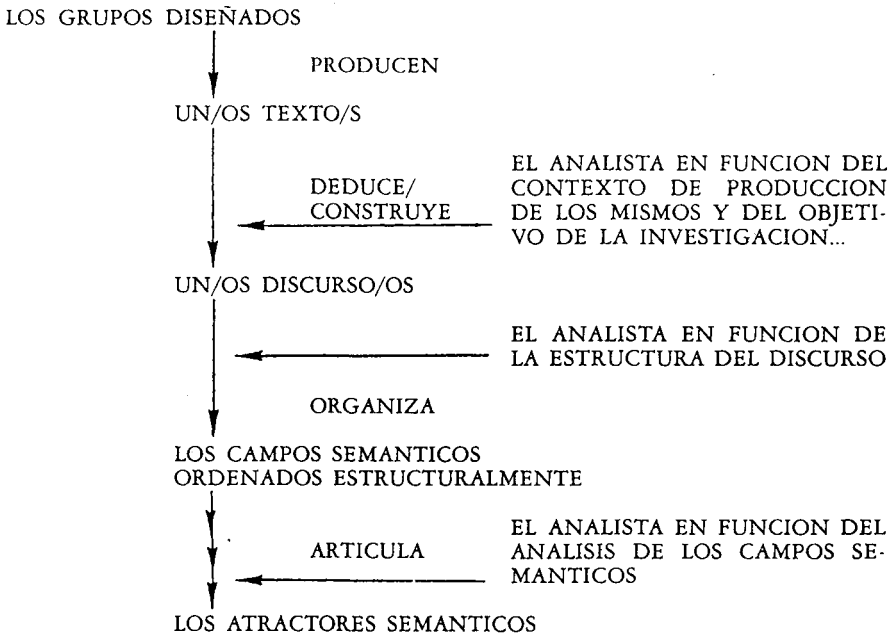 LOS GRUPOS DISEÑADOS
PRODUCEN
UN/OS TEXTO/S
DEDUCE/
CONSTRUYE
EL ANALISTA EN FUNCION DEL
CONTEXTO DE PRODUCCION
DE LOS MISMOS Y DEL OBJETI-
VO DE LA INVESTIGACION...
UN/OS DISCURSO/OS
EL ANALISTA EN FUNCION DE
LA ESTRUCTURA DEL DISCURSO
ORGANIZA
LOS CAMPOS SEMANTICOS
ORDENADOS ESTRUCTURALMENTE
ARTICULA
EL ANALISTA EN FUNCION DEL
ANALISIS DE LOS CAMPOS SE-
MANTICOS
LOS ATRACTORES SEMANTICOS